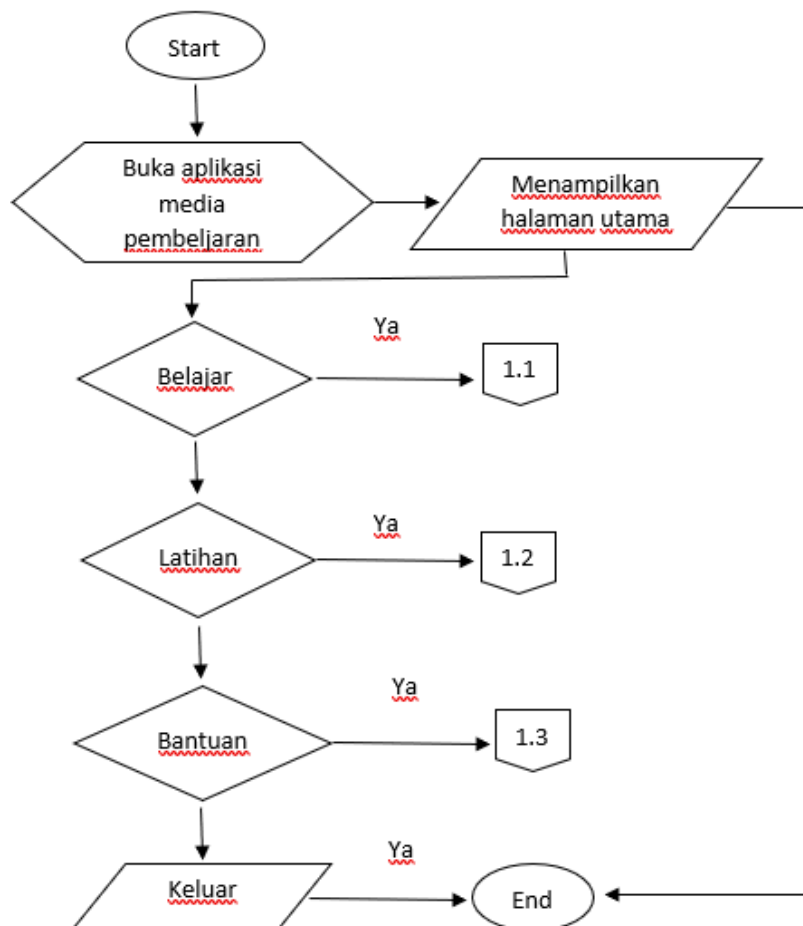 Start
Buka aplikasi
media
pembeljaran
Menampilkan
halaman utama
Ya
Belajar
1.1
Ya
Latihan
1.2
Ya
Bantuan
1.3
Ya
Keluar
End